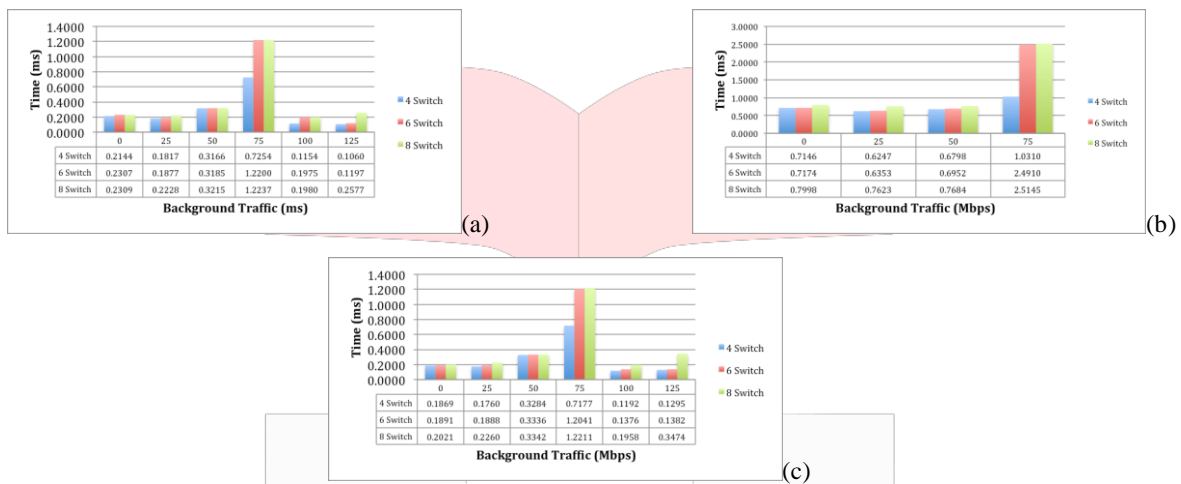 1.4000
1.2000
1.0000
0.8000
0.6000
0.4000
0.2000
0.0000
Time (ms)
0 25 50 75 100 125
4 Switch 0.2144 0.1817 0.3166 0.7254 0.1154 0.1060
6 Switch 0.2307 0.1877 0.3185 1.2200 0.1975 0.1197
8 Switch 0.2309 0.2228 0.3215 1.2237 0.1980 0.2577
Background Traffic (ms)
4 Switch
6 Switch
8 Switch
(a)
3.0000
2.5000
2.0000
1.5000
1.0000
0.5000
0.0000
Time (ms)
0 25 50 75
4 Switch 0.7146 0.6247 0.6798 1.0310
6 Switch 0.7174 0.6353 0.6952 2.4910
8 Switch 0.7998 0.7623 0.7684 2.5145
Background Traffic (Mbps)
4 Switch
6 Switch
8 Switch
(b)
1.4000
1.2000
1.0000
0.8000
0.6000
0.4000
0.2000
0.0000
Time (ms)
0 25 50 75 100 125
4 Switch 0.1869 0.1760 0.3284 0.7177 0.1192 0.1295
6 Switch 0.1891 0.1888 0.3336 1.2041 0.1376 0.1382
8 Switch 0.2021 0.2260 0.3342 1.2211 0.1958 0.3474
Background Traffic (Mbps)
4 Switch
6 Switch
8 Switch
(c)